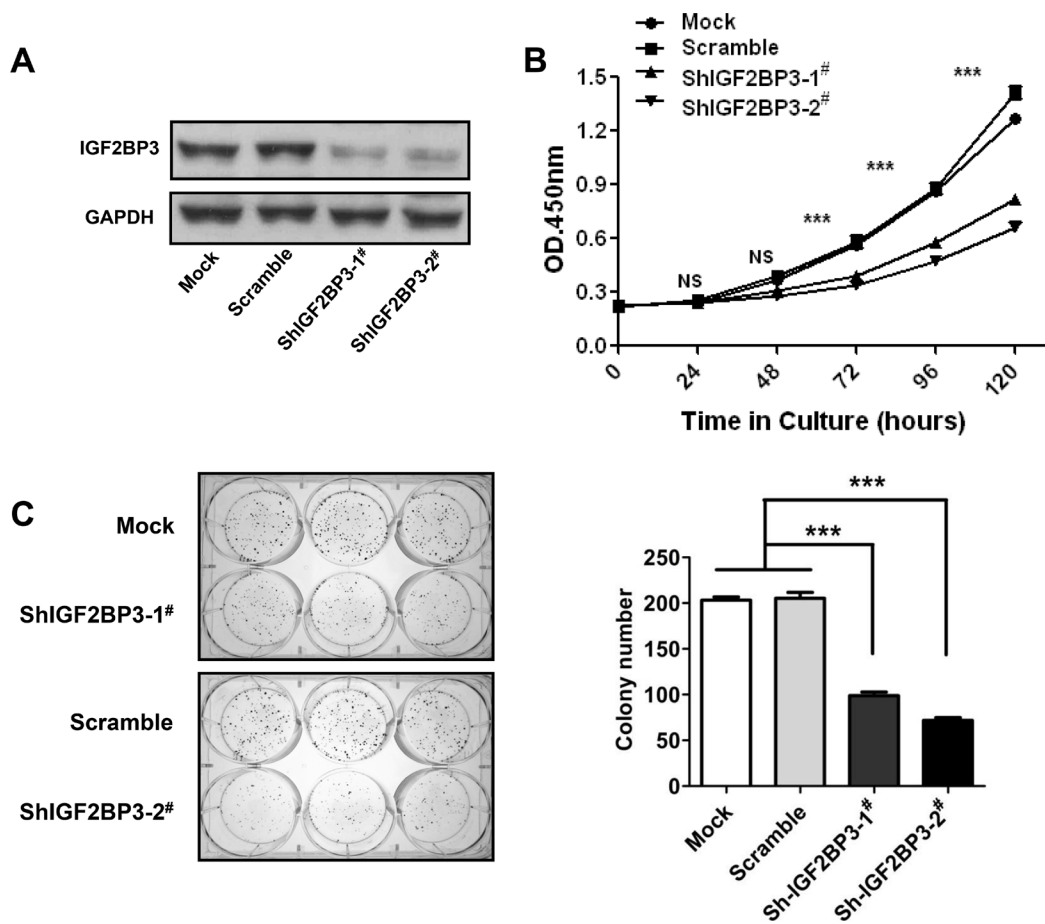 A
IGF2BP3
GAPDH
Mock
Scramble
ShIGF2BP3-1#
ShIGF2BP3-2#
B
Mock
Scramble
ShIGF2BP3-1#
ShIGF2BP3-2#
OD.450nm
1.5
1.2
0.9
0.6
0.3
0.0
NS
NS
***
***
***
0
24
48
72
96
120
Time in Culture (hours)
C
Mock
ShIGF2BP3-1#
Scramble
ShIGF2BP3-2#
Colony number
250
200
150
100
50
0
***
***
Mock
Scramble
Sh-IGF2BP3-1#
Sh-IGF2BP3-2#